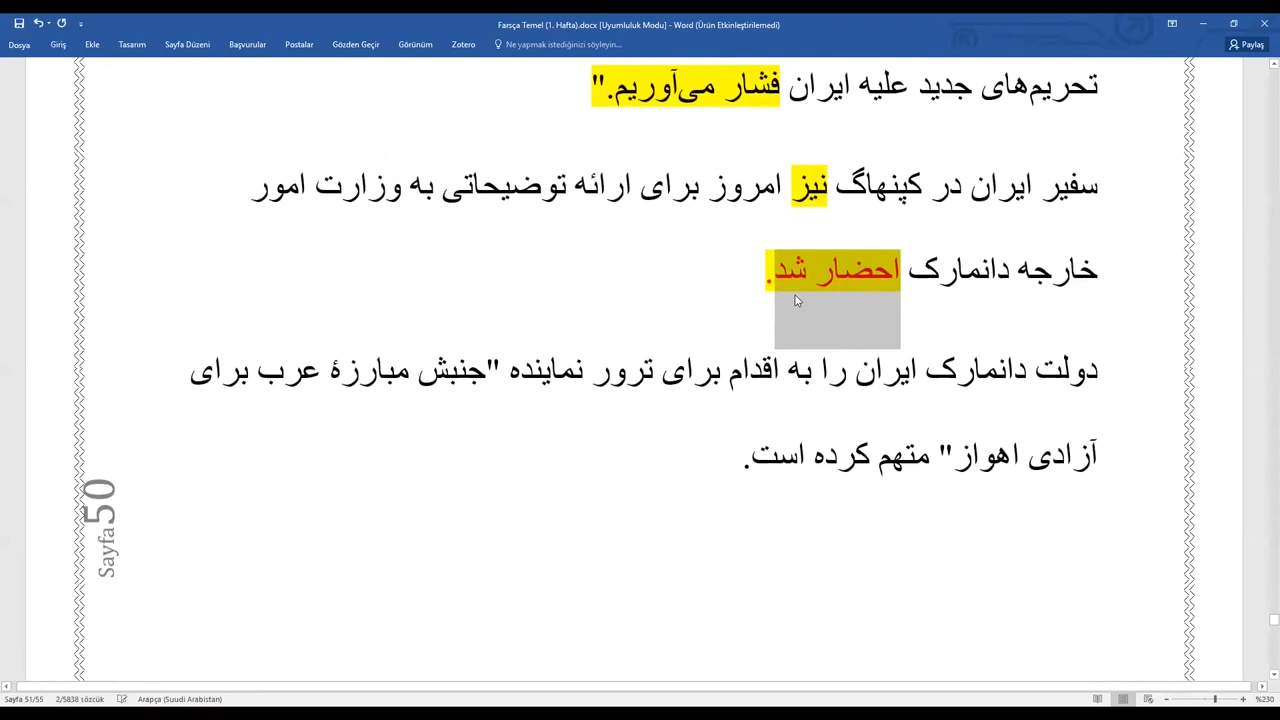 Farsça Temel (1. Hafta).docx [Uyumluluk Modu] - Word (Ürün Etkinleştirilemedi)
Dosya Giriş Ekle Tasarım Sayfa Düzeni Başvurular Postalar Gözden Geçir Görünüm Zotero Ne yapmak istediğinizi söyleyin... Paylaş
تحریم‌های جدید علیه ایران فشار می‌آوریم."
سفیر ایران در کپنهاگ نیز امروز برای ارائه توضیحاتی به وزارت امور
خارجه دانمارک احضار شد.
دولت دانمارک ایران را به اقدام برای ترور نماینده "جنبش مبارزۀ عرب برای
آزادی اهواز" متهم کرده است.
Sayfa50
Sayfa 51/55 2/5838 sözcük Arapça (Suudi Arabistan) %230